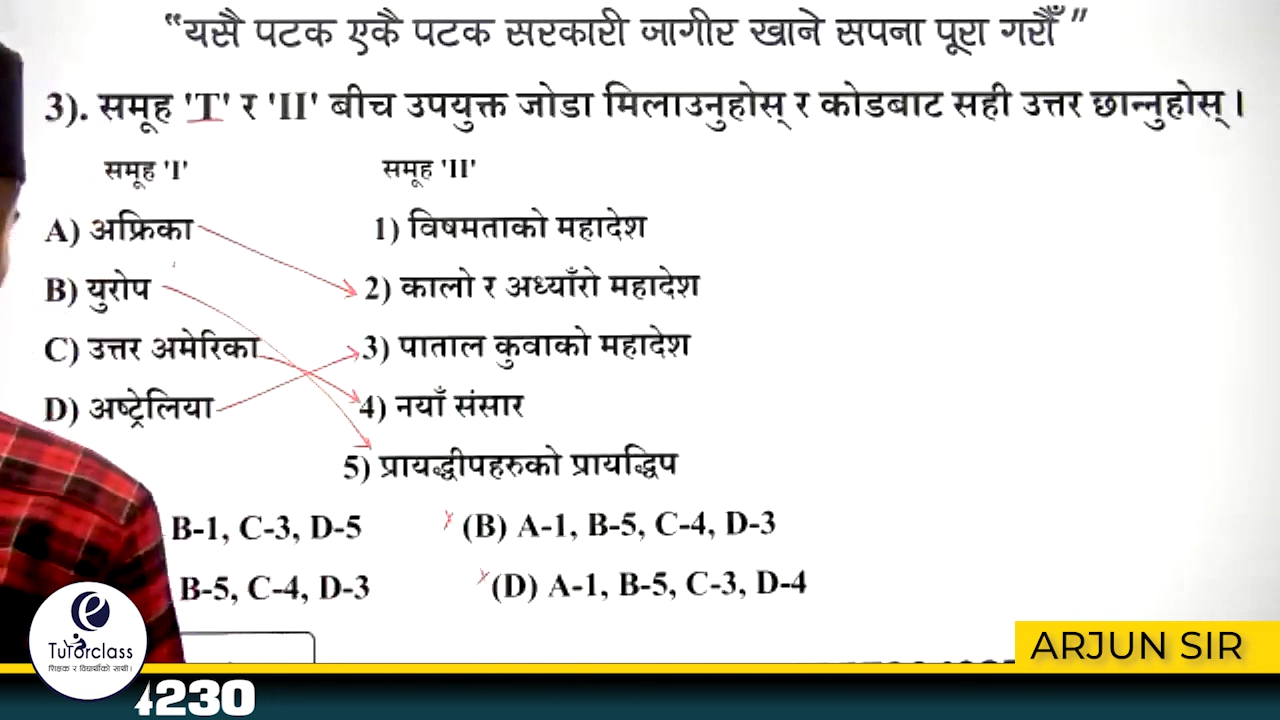 “यसै पटक एकै पटक सरकारी जागीर खाने सपना पूरा गरौँ”
3). समूह 'I' र 'II' बीच उपयुक्त जोडा मिलाउनुहोस् र कोडबाट सही उत्तर छान्नुहोस्।
समूह 'I' समूह 'II'
A) अफ्रिका 1) विषमताको महादेश
B) युरोप 2) कालो र अध्याँरो महादेश
C) उत्तर अमेरिका 3) पाताल कुवाको महादेश
D) अष्ट्रेलिया 4) नयाँ संसार
5) प्रायद्धीपहरुको प्रायद्धिप
B-1, C-3, D-5 (B) A-1, B-5, C-4, D-3
B-5, C-4, D-3 (D) A-1, B-5, C-3, D-4
ARJUN SIR
e
Tutorclass
शिक्षक र विद्यार्थीको साथी।
4230